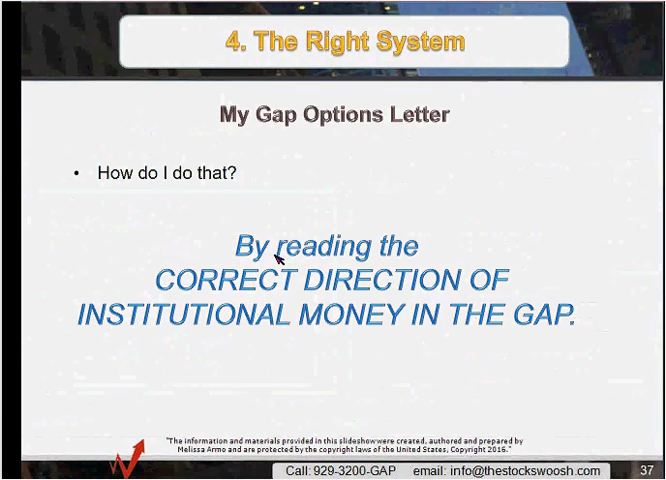 4. The Right System
My Gap Options Letter
• How do I do that?
By reading the
CORRECT DIRECTION OF
INSTITUTIONAL MONEY IN THE GAP.
"The information and materials provided in this slideshow were created, authored and prepared by
Melissa Armo and are protected by the copyright laws of the United States, Copyright 2016."
Call: 929-3200-GAP email: info@thestockswoosh.com 37